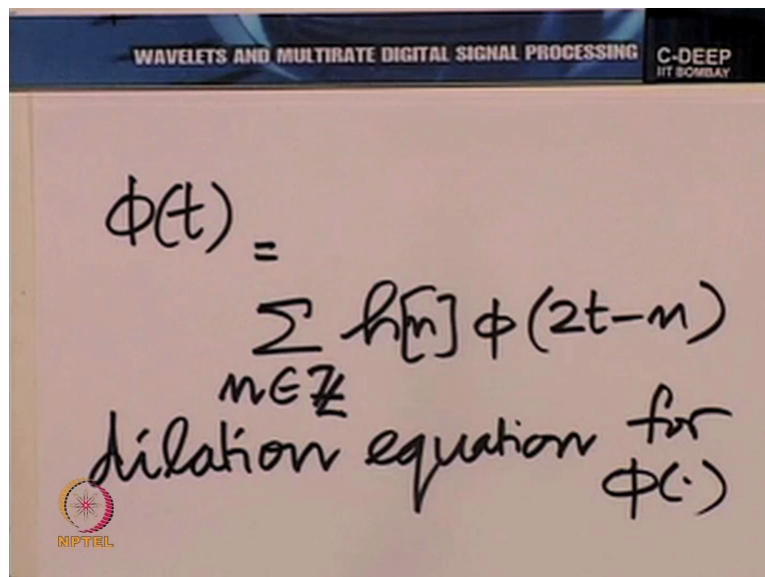 WAVELETS AND MULTIRATE DIGITAL SIGNAL PROCESSING
C-DEEP
IIT BOMBAY
ϕ(t) =
∑ h[n] ϕ(2t-n)
n∈ℤ
dilation equation for
ϕ(·)
NPTEL